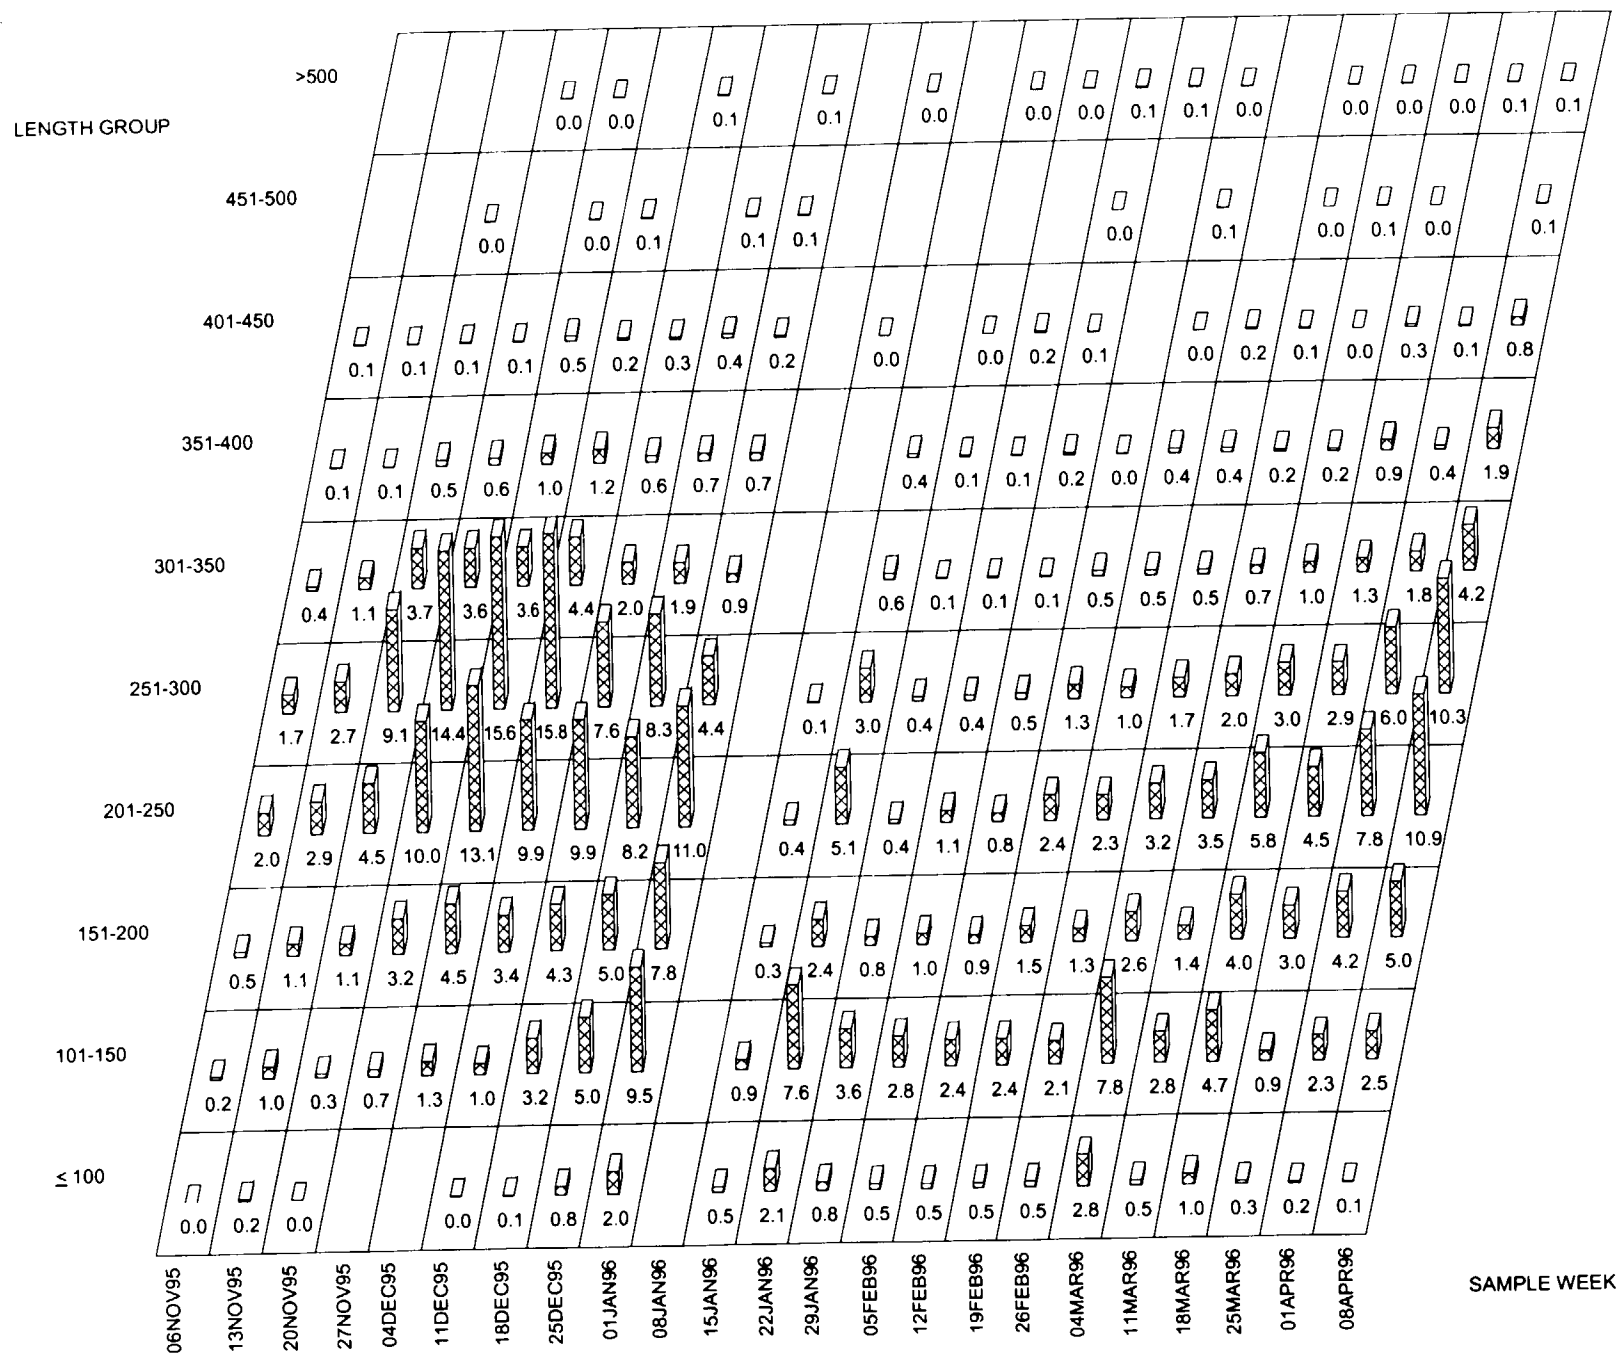 >500
0.0 0.0 0.1 0.1 0.0 0.0 0.0 0.1 0.1 0.0 0.0 0.0 0.0 0.1 0.1
LENGTH GROUP
451-500
0.0 0.0 0.1 0.1 0.1 0.0 0.1 0.0 0.1 0.0 0.1
401-450
0.1 0.1 0.1 0.1 0.5 0.2 0.3 0.4 0.2 0.0 0.0 0.2 0.1 0.0 0.2 0.1 0.0 0.3 0.1 0.8
351-400
0.1 0.1 0.5 0.6 1.0 1.2 0.6 0.7 0.7 0.4 0.1 0.1 0.2 0.0 0.4 0.4 0.2 0.2 0.9 0.4 1.9
301-350
0.4 1.1 3.7 3.6 3.6 4.4 2.0 1.9 0.9 0.6 0.1 0.1 0.1 0.5 0.5 0.5 0.7 1.0 1.3 1.8 4.2
251-300
1.7 2.7 9.1 14.4 15.6 15.8 7.6 8.3 4.4 0.1 3.0 0.4 0.4 0.5 1.3 1.0 1.7 2.0 3.0 2.9 6.0 10.3
201-250
2.0 2.9 4.5 10.0 13.1 9.9 9.9 8.2 11.0 0.4 5.1 0.4 1.1 0.8 2.4 2.3 3.2 3.5 5.8 4.5 7.8 10.9
151-200
0.5 1.1 1.1 3.2 4.5 3.4 4.3 5.0 7.8 0.3 2.4 0.8 1.0 0.9 1.5 1.3 2.6 1.4 4.0 3.0 4.2 5.0
101-150
0.2 1.0 0.3 0.7 1.3 1.0 3.2 5.0 9.5 0.9 7.6 3.6 2.8 2.4 2.4 2.1 7.8 2.8 4.7 0.9 2.3 2.5
≤ 100
0.0 0.2 0.0 0.0 0.1 0.8 2.0 0.5 2.1 0.8 0.5 0.5 0.5 0.5 2.8 0.5 1.0 0.3 0.2 0.1
06NOV95
13NOV95
20NOV95
27NOV95
04DEC95
11DEC95
18DEC95
25DEC95
01JAN96
08JAN96
15JAN96
22JAN96
29JAN96
05FEB96
12FEB96
19FEB96
26FEB96
04MAR96
11MAR96
18MAR96
25MAR96
01APR96
08APR96
SAMPLE WEEK